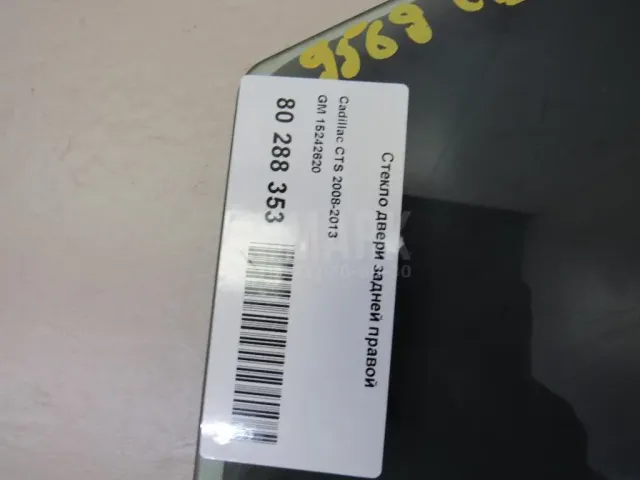 9569
Стекло двери задней правой
Cadillac CTS 2008-2013
GM 15242620
80 288 353